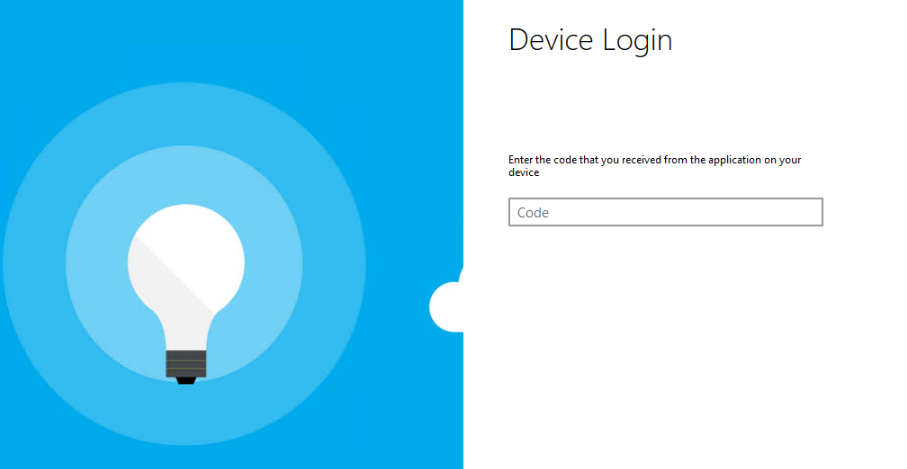 Device Login
Enter the code that you received from the application on your
device
Code